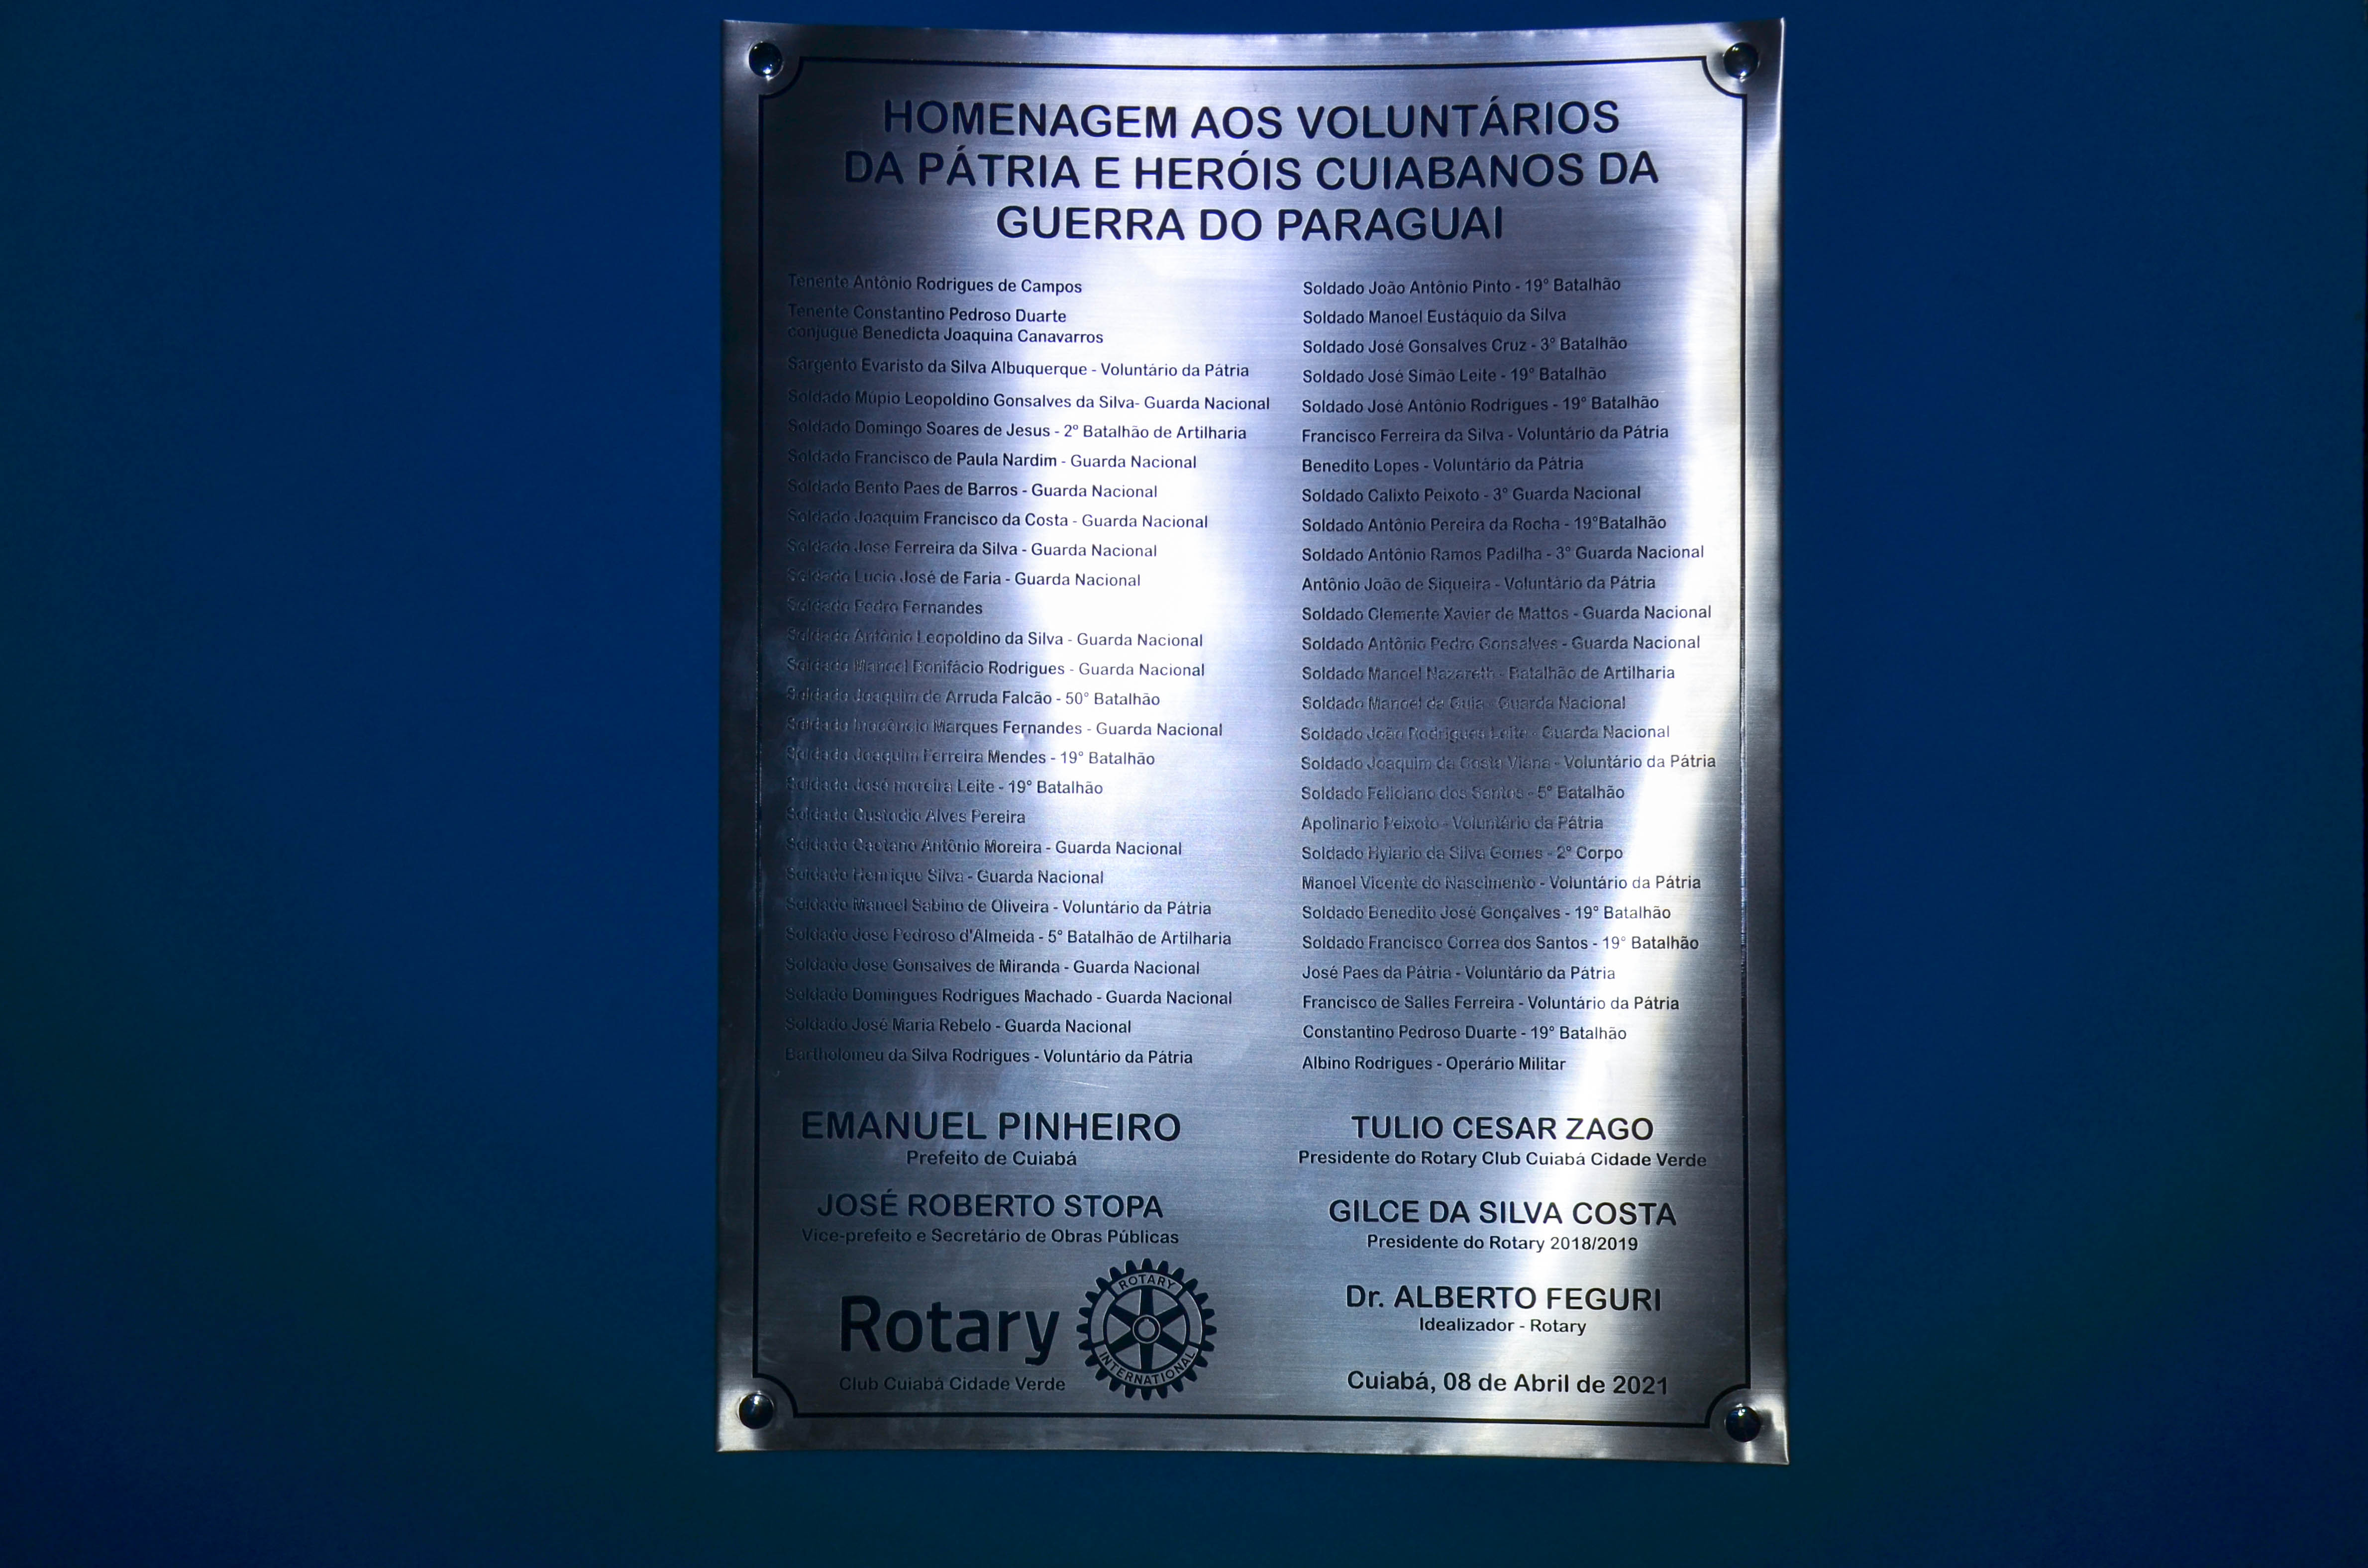 HOMENAGEM AOS VOLUNTÁRIOS
DA PÁTRIA E HERÓIS CUIABANOS DA
GUERRA DO PARAGUAI
Tenente Antônio Rodrigues de Campos
Tenente Constantino Pedroso Duarte
conjugue Benedicta Joaquina Canavarros
Sargento Evaristo da Silva Albuquerque - Voluntário da Pátria
Soldado Múpio Leopoldino Gonsalves da Silva- Guarda Nacional
Soldado Domingo Soares de Jesus - 2º Batalhão de Artilharia
Soldado Francisco de Paula Nardim - Guarda Nacional
Soldado Bento Paes de Barros - Guarda Nacional
Soldado Joaquim Francisco da Costa - Guarda Nacional
Soldado Jose Ferreira da Silva - Guarda Nacional
Soldado Lucio José de Faria - Guarda Nacional
Soldado Pedro Fernandes
Soldado Antônio Leopoldino da Silva - Guarda Nacional
Soldado Manoel Bonifácio Rodrigues - Guarda Nacional
Soldado Joaquim de Arruda Falcão - 50° Batalhão
Soldado Inocêncio Marques Fernandes - Guarda Nacional
Soldado Joaquim Ferreira Mendes - 19° Batalhão
Soldado José moreira Leite - 19° Batalhão
Soldado Custodio Alves Pereira
Soldado Caetano Antônio Moreira - Guarda Nacional
Soldado Henrique Silva - Guarda Nacional
Soldado Manoel Sabino de Oliveira - Voluntário da Pátria
Soldado José Pedroso d'Almeida - 5° Batalhão de Artilharia
Soldado Jose Gonsalves de Miranda - Guarda Nacional
Soldado Domingues Rodrigues Machado - Guarda Nacional
Soldado José Maria Rebelo - Guarda Nacional
Bartholomeu da Silva Rodrigues - Voluntário da Pátria
Soldado João Antônio Pinto - 19° Batalhão
Soldado Manoel Eustáquio da Silva
Soldado José Gonsalves Cruz - 3° Batalhão
Soldado José Simão Leite - 19° Batalhão
Soldado José Antônio Rodrigues - 19° Batalhão
Francisco Ferreira da Silva - Voluntário da Pátria
Benedito Lopes - Voluntário da Pátria
Soldado Calixto Peixoto - 3° Guarda Nacional
Soldado Antônio Pereira da Rocha - 19°Batalhão
Soldado Antônio Ramos Padilha - 3° Guarda Nacional
Antônio João de Siqueira - Voluntário da Pátria
Soldado Clemente Xavier de Mattos - Guarda Nacional
Soldado Antônio Pedro Gonsalves - Guarda Nacional
Soldado Manoel Nazareth - Batalhão de Artilharia
Soldado Manoel da Guia - Guarda Nacional
Soldado João Rodrigues Leite - Guarda Nacional
Soldado Joaquim da Costa Viana - Voluntário da Pátria
Soldado Feliciano dos Santos - 5° Batalhão
Apolinario Peixoto - Voluntário da Pátria
Soldado Hylario da Silva Gomes - 2° Corpo
Manoel Vicente do Nascimento - Voluntário da Pátria
Soldado Benedito José Gonçalves - 19° Batalhão
Soldado Francisco Correa dos Santos - 19° Batalhão
José Paes da Pátria - Voluntário da Pátria
Francisco de Salles Ferreira - Voluntário da Pátria
Constantino Pedroso Duarte - 19° Batalhão
Albino Rodrigues - Operário Militar
EMANUEL PINHEIRO
Prefeito de Cuiabá
JOSÉ ROBERTO STOPA
Vice-prefeito e Secretário de Obras Públicas
Rotary
Club Cuiabá Cidade Verde
ROTARY
INTERNATIONAL
TULIO CESAR ZAGO
Presidente do Rotary Club Cuiabá Cidade Verde
GILCE DA SILVA COSTA
Presidente do Rotary 2018/2019
Dr. ALBERTO FEGURI
Idealizador - Rotary
Cuiabá, 08 de Abril de 2021